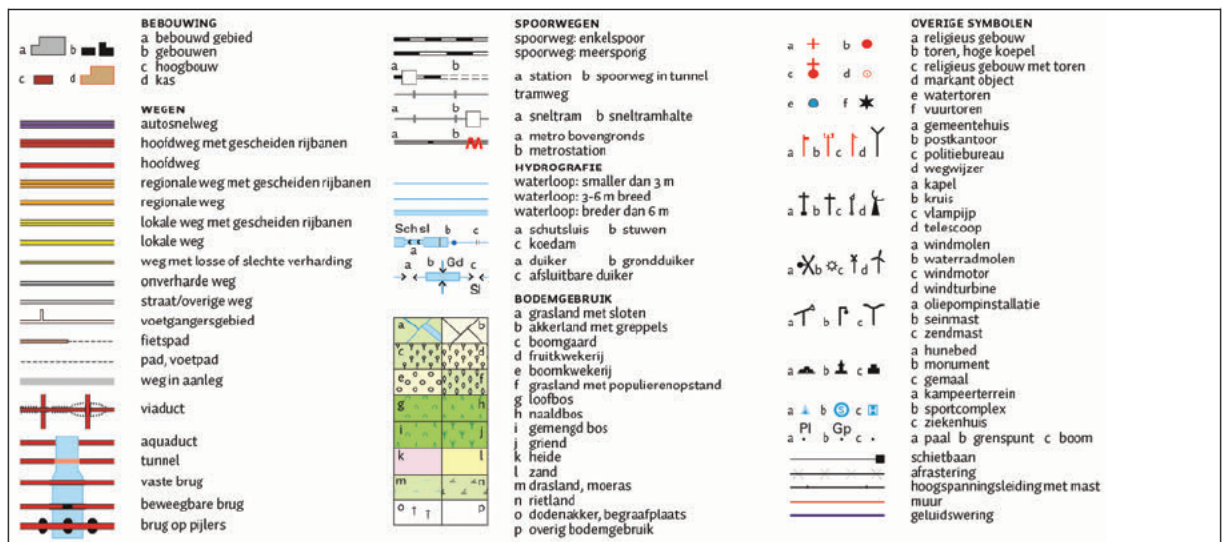 BEBOUWING
a bebouwd gebied
b gebouwen
c hoogbouw
d kas
a b
c d
WEGEN
autosnelweg
hoofdweg met gescheiden rijbanen
hoofdweg
regionale weg met gescheiden rijbanen
regionale weg
lokale weg met gescheiden rijbanen
lokale weg
weg met losse of slechte verharding
onverharde weg
straat/overige weg
voetgangersgebied
fietspad
pad, voetpad
weg in aanleg
viaduct
aquaduct
tunnel
vaste brug
beweegbare brug
brug op pijlers
SPOORWEGEN
spoorweg: enkelspoor
spoorweg: meersporig
a b
a station b spoorweg in tunnel
tramweg
a b
a sneltram b sneltramhalte
a b
a metro bovengronds
b metrostation
HYDROGRAFIE
waterloop: smaller dan 3 m
waterloop: 3-6 m breed
waterloop: breder dan 6 m
Schsl b c
a
a schutsluis b stuwen
c koedam
a b Gd c
Sl
a duiker b grondduiker
c afsluitbare duiker
BODEMGEBRUIK
a grasland met sloten
b akkerland met greppels
c boomgaard
d fruitkwekerij
e boomkwekerij
f grasland met populierenopstand
g loofbos
h naaldbos
i gemengd bos
j griend
k heide
l zand
m drasland, moeras
n rietland
o dodenakker, begraafplaats
p overig bodemgebruik
a b
c d
e f
g h
i j
k l
m n
o p
OVERIGE SYMBOLEN
a religieus gebouw
b toren, hoge koepel
c religieus gebouw met toren
d markant object
e watertoren
f vuurtoren
a b
c d
e f
a gemeentehuis
b postkantoor
c politiebureau
d wegwijzer
a b c d
a kapel
b kruis
c vlampijp
d telescoop
a b c d
a windmolen
b waterradmolen
c windmotor
d windturbine
a b c d
a oliepompinstallatie
b seinmast
c zendmast
a b c
a hunebed
b monument
c gemaal
a b c
a kampeerterrein
b sportcomplex
c ziekenhuis
a b S c H
Pl Gp
a b c
a paal b grenspunt c boom
schietbaan
afrastering
hoogspanningsleiding met mast
muur
geluidswering